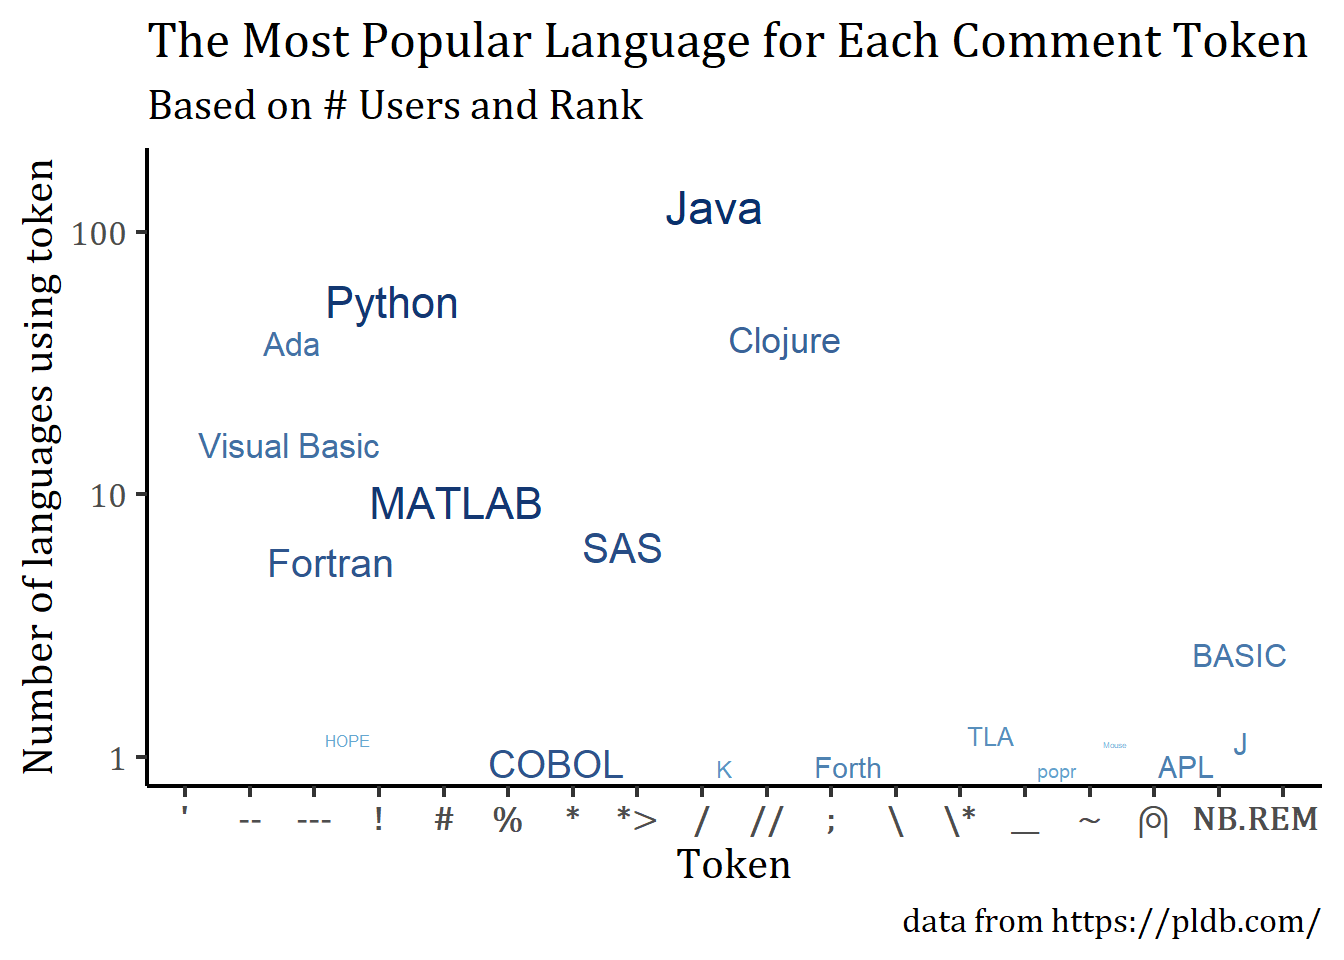 The Most Popular Language for Each Comment Token
Based on # Users and Rank
Number of languages using token
100
10
1
Java
Python
Ada
Clojure
Visual Basic
MATLAB
SAS
Fortran
BASIC
HOPE
TLA
Mouse
J
COBOL
K
Forth
popr
APL
' -- --- ! # % * *> / // ; \ \* __ ~ ⍝ NB. REM
Token
data from https://pldb.com/